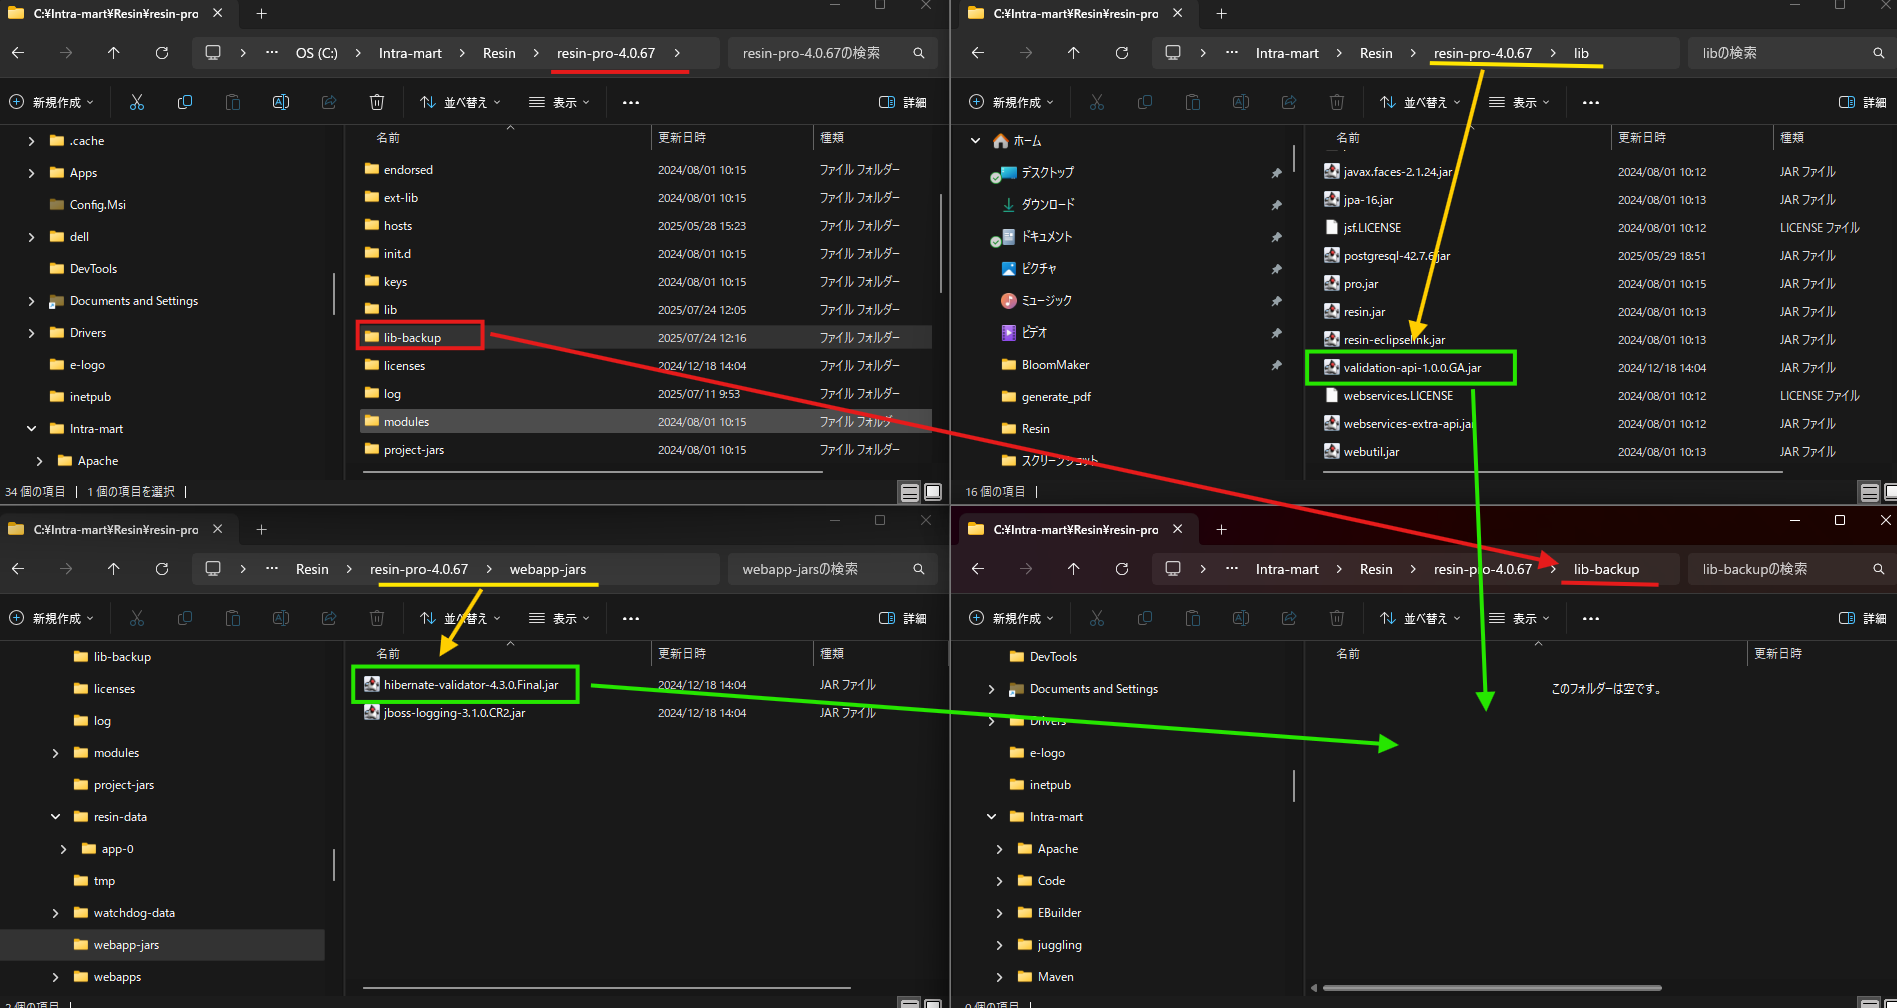 C:¥Intra-mart¥Resin¥resin-pro
OS (C:) Intra-mart Resin resin-pro-4.0.67
resin-pro-4.0.67の検索
新規作成 並べ替え 表示 詳細
.cache
Apps
Config.Msi
dell
DevTools
Documents and Settings
Drivers
e-logo
inetpub
Intra-mart
Apache
名前 更新日時 種類
endorsed 2024/08/01 10:15 ファイル フォルダー
ext-lib 2024/08/01 10:15 ファイル フォルダー
hosts 2025/05/28 15:23 ファイル フォルダー
init.d 2024/08/01 10:15 ファイル フォルダー
keys 2024/08/01 10:15 ファイル フォルダー
lib 2025/07/24 12:05 ファイル フォルダー
lib-backup 2025/07/24 12:16 ファイル フォルダー
licenses 2024/12/18 14:04 ファイル フォルダー
log 2025/07/11 9:53 ファイル フォルダー
modules 2024/08/01 10:15 ファイル フォルダー
project-jars 2024/08/01 10:15 ファイル フォルダー
34 個の項目 1 個の項目を選択
C:¥Intra-mart¥Resin¥resin-pro
Intra-mart Resin resin-pro-4.0.67 lib
libの検索
新規作成 並べ替え 表示 詳細
ホーム
デスクトップ
ダウンロード
ドキュメント
ピクチャ
ミュージック
ビデオ
BloomMaker
generate_pdf
Resin
スクリーンショット
名前 更新日時 種類
javax.faces-2.1.24.jar 2024/08/01 10:12 JAR ファイル
jpa-16.jar 2024/08/01 10:13 JAR ファイル
jsf.LICENSE 2024/08/01 10:12 LICENSE ファイル
postgresql-42.7.6.jar 2025/05/29 18:51 JAR ファイル
pro.jar 2024/08/01 10:15 JAR ファイル
resin.jar 2024/08/01 10:13 JAR ファイル
resin-eclipselink.jar 2024/08/01 10:13 JAR ファイル
validation-api-1.0.0.GA.jar 2024/12/18 14:04 JAR ファイル
webservices.LICENSE 2024/08/01 10:12 LICENSE ファイル
webservices-extra-api.jar 2024/08/01 10:12 JAR ファイル
webutil.jar 2024/08/01 10:13 JAR ファイル
16 個の項目
C:¥Intra-mart¥Resin¥resin-pro
Resin resin-pro-4.0.67 webapp-jars
webapp-jarsの検索
新規作成 並べ替え 表示 詳細
lib-backup
licenses
log
modules
project-jars
resin-data
app-0
tmp
watchdog-data
webapp-jars
webapps
名前 更新日時 種類
hibernate-validator-4.3.0.Final.jar 2024/12/18 14:04 JAR ファイル
jboss-logging-3.1.0.CR2.jar 2024/12/18 14:04 JAR ファイル
2 個の項目
C:¥Intra-mart¥Resin¥resin-pro
Intra-mart Resin resin-pro-4.0.67 lib-backup
lib-backupの検索
新規作成 並べ替え 表示 詳細
DevTools
Documents and Settings
Drivers
e-logo
inetpub
Intra-mart
Apache
Code
EBuilder
juggling
Maven
名前 更新日時
このフォルダーは空です。
0 個の項目